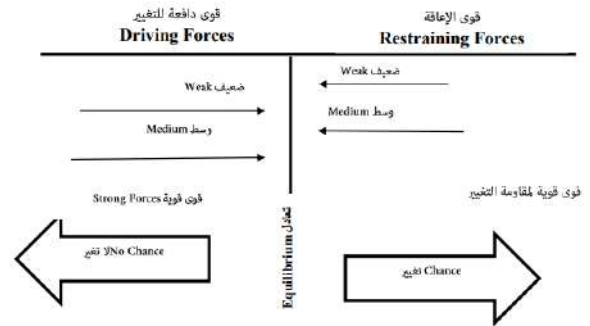 قوى دافعة للتغيير
Driving Forces
قوى الإعاقة
Restraining Forces
ضعيف Weak
وسط Medium
ضعيف Weak
وسط Medium
قوى قوية Strong Forces
قوى قوية لمقاومة التغيير
تعادل Equilibrium
لا تغير No Chance
تغيير Chance